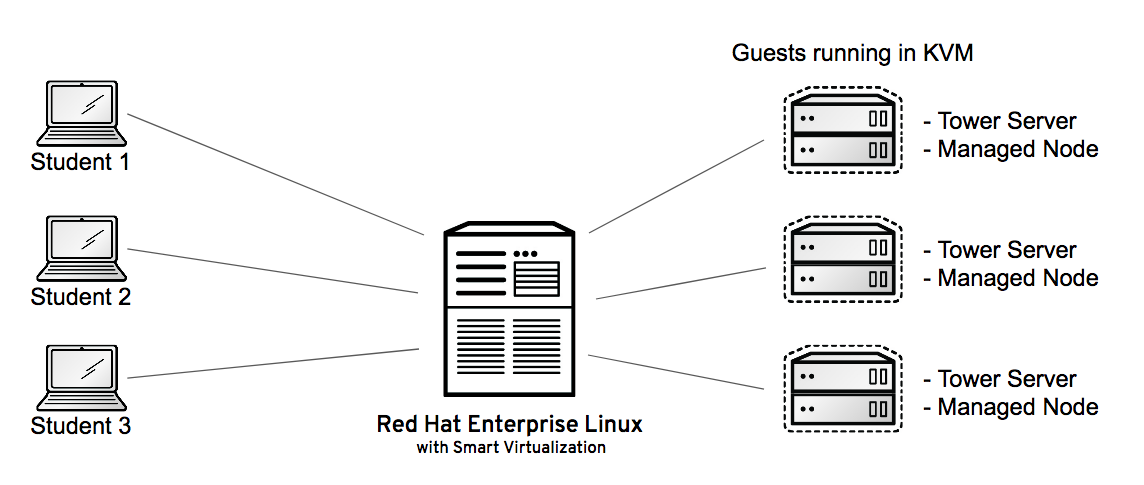 Guests running in KVM
Student 1
- Tower Server
- Managed Node
Student 2
- Tower Server
- Managed Node
Student 3
- Tower Server
- Managed Node
Red Hat Enterprise Linux
with Smart Virtualization